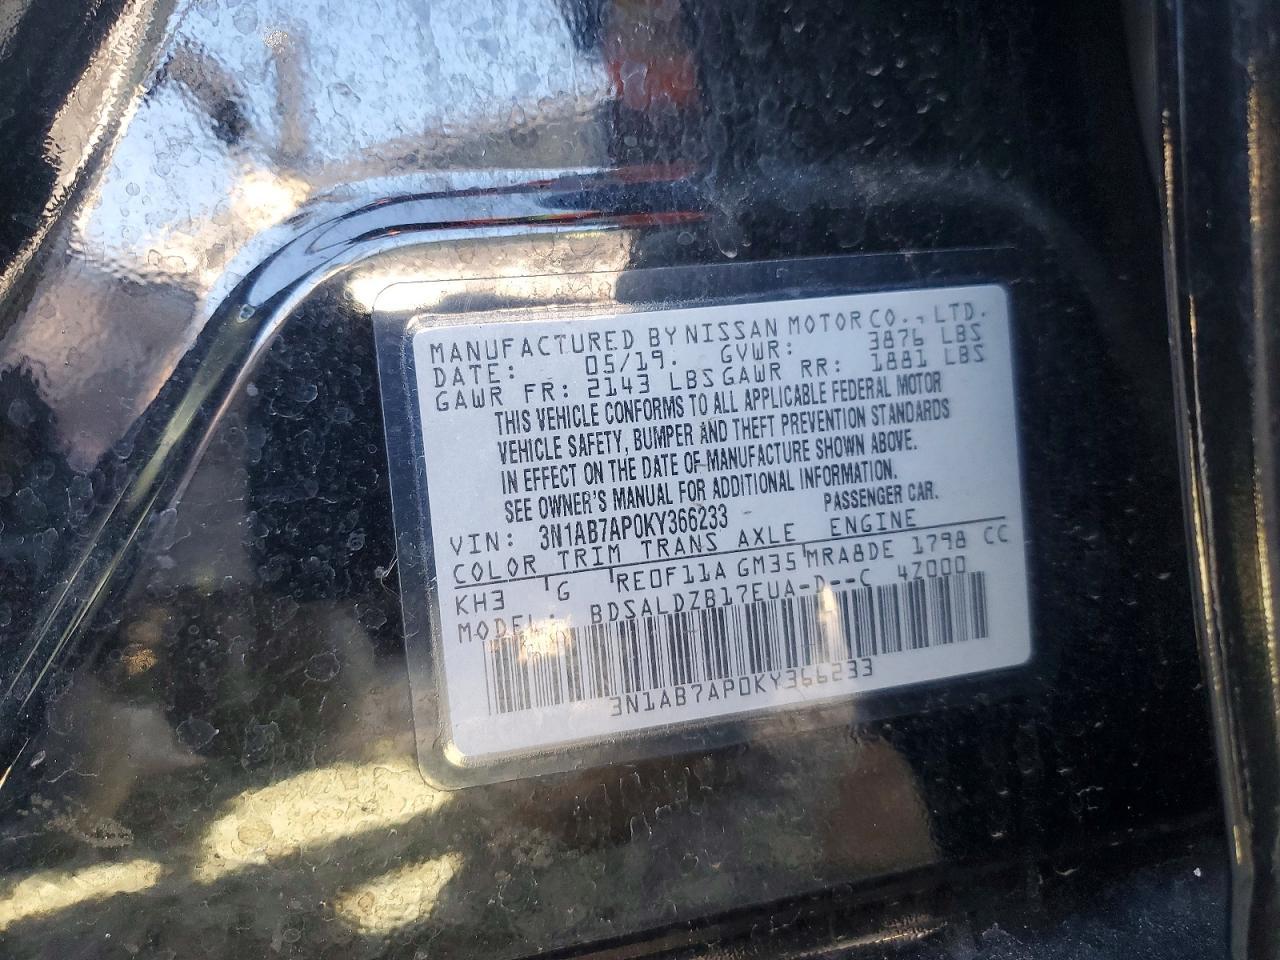 MANUFACTURED BY NISSAN MOTOR CO., LTD.
DATE: 05/19: GVWR: 3876 LBS
GAWR FR: 2143 LBS GAWR RR: 1881 LBS
THIS VEHICLE CONFORMS TO ALL APPLICABLE FEDERAL MOTOR
VEHICLE SAFETY, BUMPER AND THEFT PREVENTION STANDARDS
IN EFFECT ON THE DATE OF MANUFACTURE SHOWN ABOVE.
SEE OWNER'S MANUAL FOR ADDITIONAL INFORMATION.
VIN: 3N1AB7AP0KY366233 PASSENGER CAR.
COLOR TRIM TRANS AXLE ENGINE
KH3 G RE0F11A GM35 MRA8DE 1798 CC
MODEL: BDSALDZB17EUA-D--C 47000
3N1AB7AP0KY366233